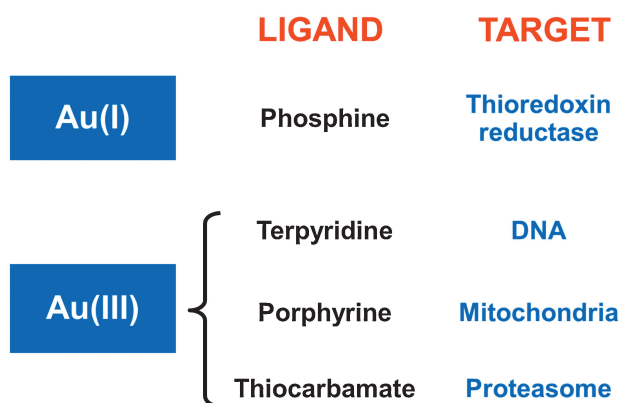 LIGAND TARGET
Au(I) Phosphine Thioredoxin
reductase
Terpyridine DNA
Au(III) Porphyrine Mitochondria
Thiocarbamate Proteasome